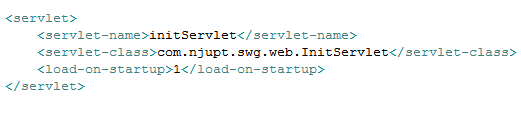 <servlet>
    <servlet-name>initServlet</servlet-name>
    <servlet-class>com.njupt.swg.web.InitServlet</servlet-class>
    <load-on-startup>1</load-on-startup>
</servlet>